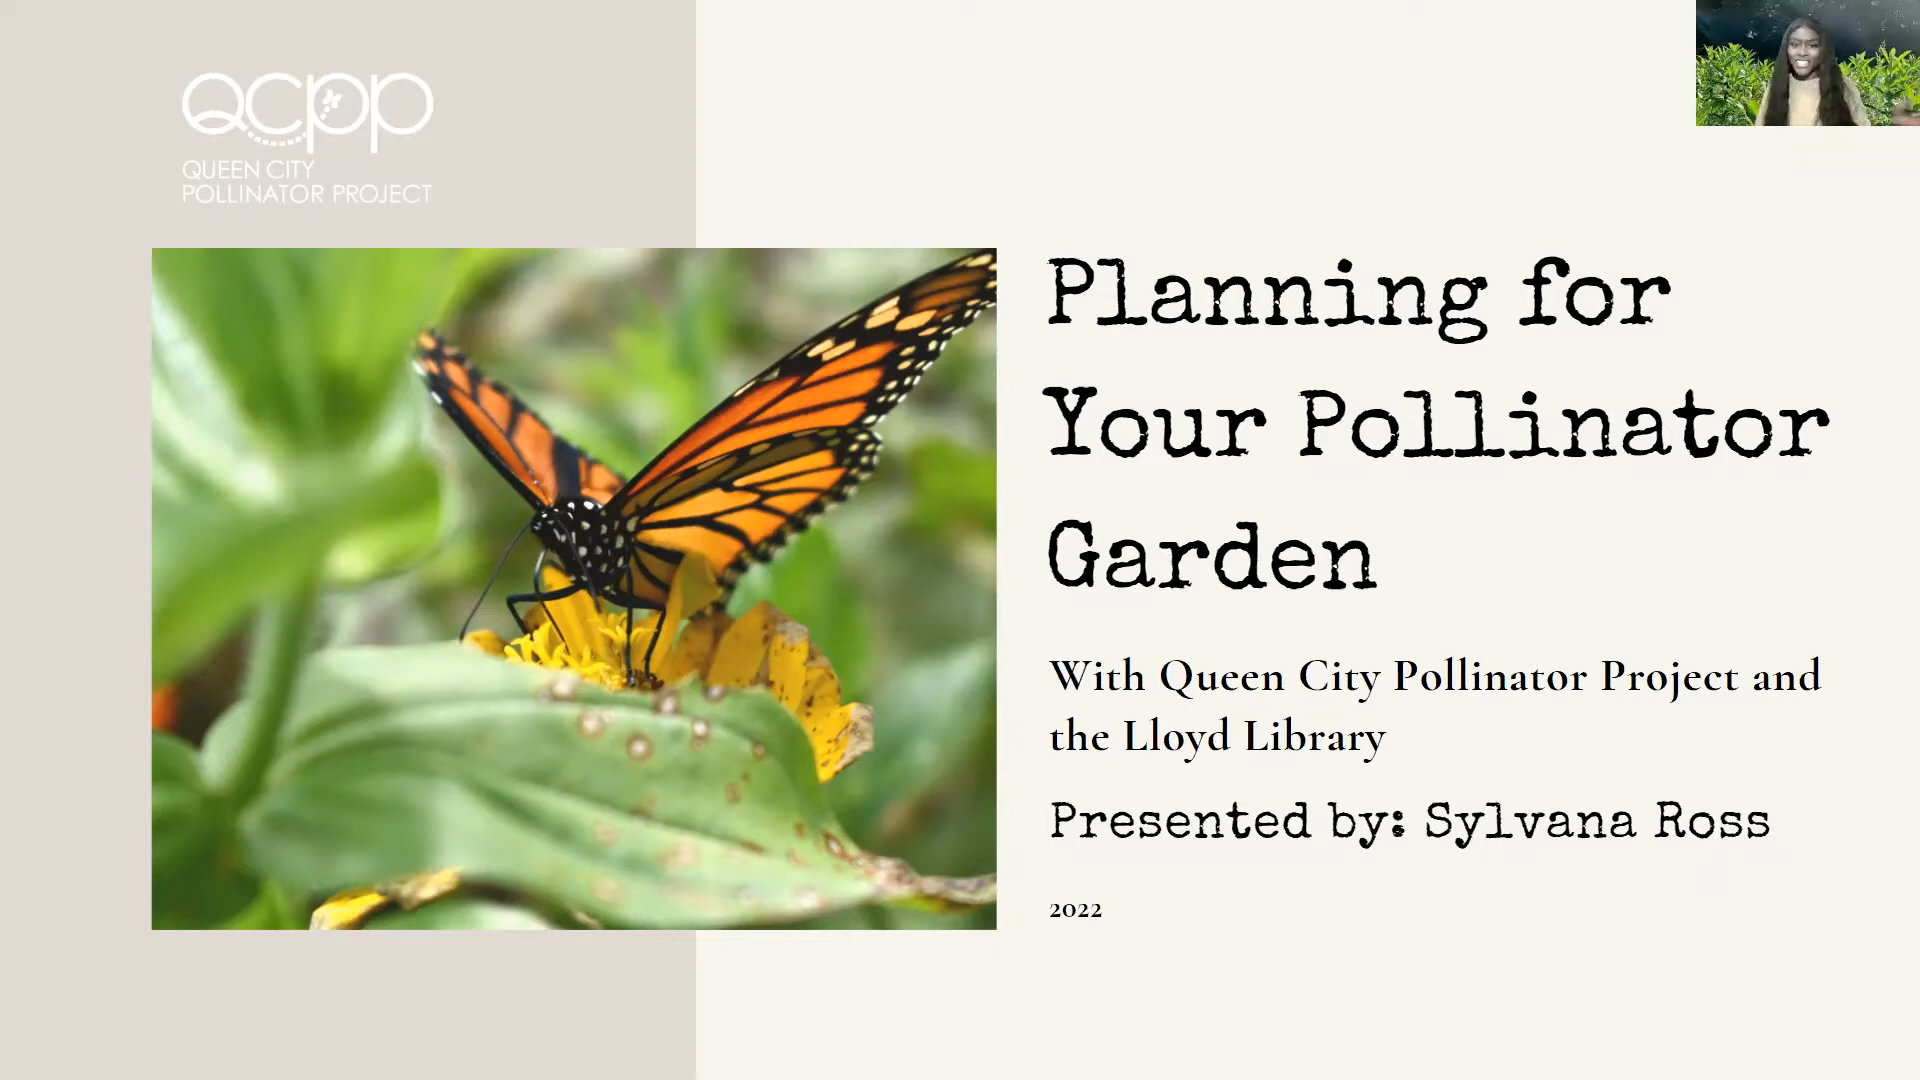 QCPP
QUEEN CITY
POLLINATOR PROJECT
Planning for
Your Pollinator
Garden
With Queen City Pollinator Project and
the Lloyd Library
Presented by: Sylvana Ross
2022